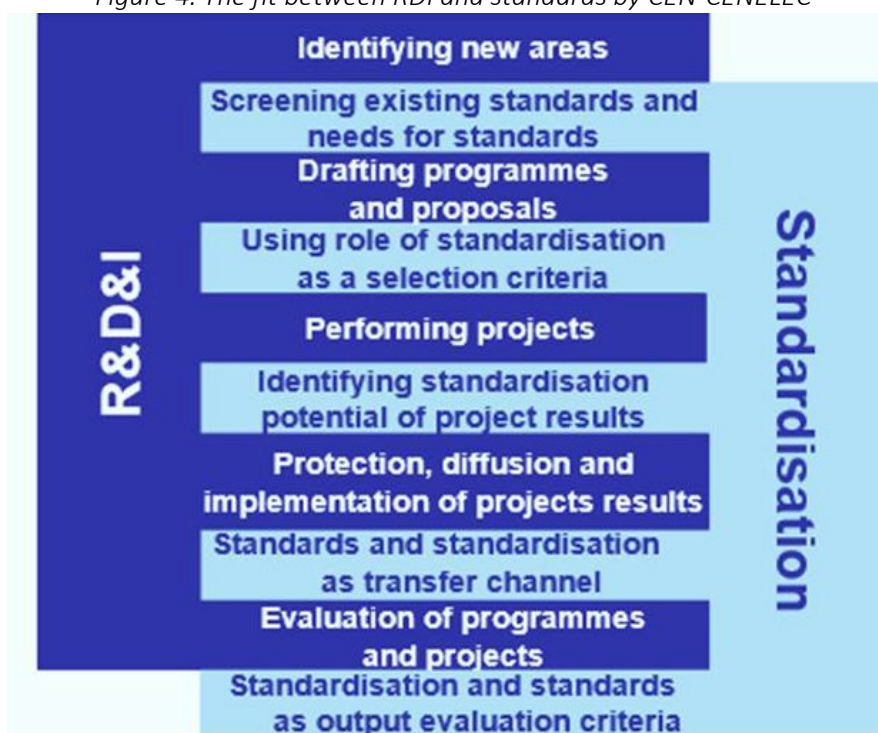 Figure 4: The fit between RDI and standards by CEN-CENELEC
Identifying new areas
Screening existing standards and
needs for standards
Drafting programmes
and proposals
Using role of standardisation
as a selection criteria
Performing projects
Identifying standardisation
potential of project results
Protection, diffusion and
implementation of projects results
Standards and standardisation
as transfer channel
Evaluation of programmes
and projects
Standardisation and standards
as output evaluation criteria
R&D&I
Standardisation